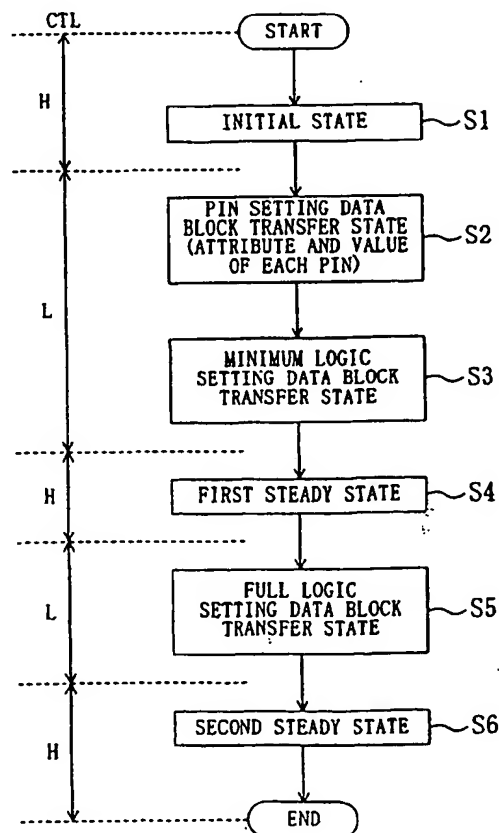 CTL
START
H
INITIAL STATE
S1
PIN SETTING DATA
BLOCK TRANSFER STATE
(ATTRIBUTE AND VALUE
OF EACH PIN)
S2
L
MINIMUM LOGIC
SETTING DATA BLOCK
TRANSFER STATE
S3
H
FIRST STEADY STATE
S4
L
FULL LOGIC
SETTING DATA BLOCK
TRANSFER STATE
S5
H
SECOND STEADY STATE
S6
END